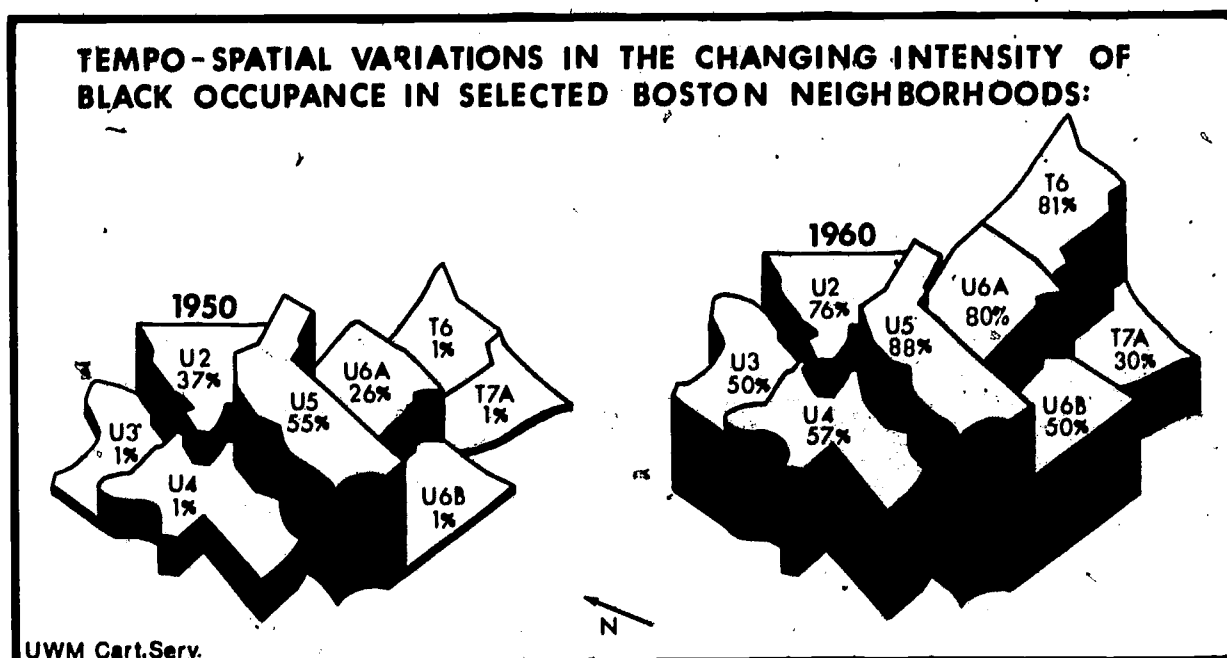 TEMPO-SPATIAL VARIATIONS IN THE CHANGING INTENSITY OF
BLACK OCCUPANCE IN SELECTED BOSTON NEIGHBORHOODS:
1950
U2
37%
U3
1%
U4
1%
U5
55%
U6A
26%
T6
1%
T7A
1%
U6B
1%
1960
U2
76%
U3
50%
U4
57%
U5
88%
U6A
80%
T6
81%
T7A
30%
U6B
50%
N
UWM Cart.Serv.